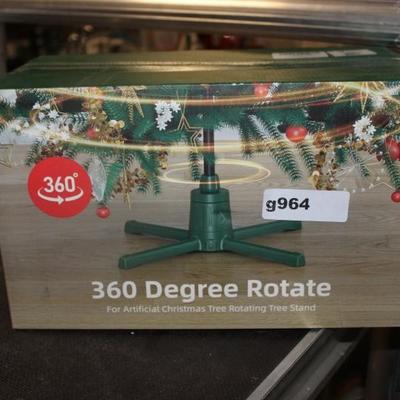 360°
g964
360 Degree Rotate
For Artificial Christmas Tree Rotating Tree Stand